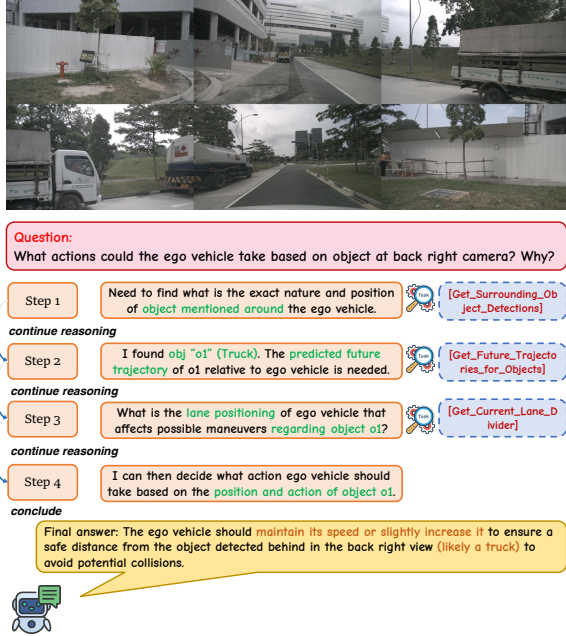 Question:
What actions could the ego vehicle take based on object at back right camera? Why?
Step 1
Need to find what is the exact nature and position
of object mentioned around the ego vehicle.
Task
[Get_Surrounding_Ob
ject_Detections]
continue reasoning
Step 2
I found obj "o1" (Truck). The predicted future
trajectory of o1 relative to ego vehicle is needed.
Task
[Get_Future_Trajecto
ries_for_Objects]
continue reasoning
Step 3
What is the lane positioning of ego vehicle that
affects possible maneuvers regarding object o1?
Task
[Get_Current_Lane_D
ivider]
continue reasoning
Step 4
I can then decide what action ego vehicle should
take based on the position and action of object o1.
conclude
Final answer: The ego vehicle should maintain its speed or slightly increase it to ensure a
safe distance from the object detected behind in the back right view (likely a truck) to
avoid potential collisions.